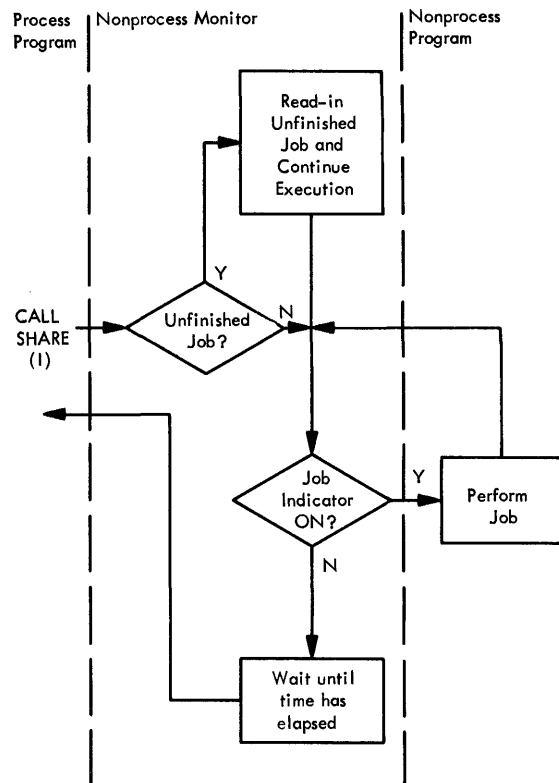 Process
Program
Nonprocess Monitor
Nonprocess
Program
Read-in
Unfinished
Job and
Continue
Execution
Y
CALL
SHARE
(I)
Unfinished
Job?
N
Job
Indicator
ON?
Y
Perform
Job
N
Wait until
time has
elapsed